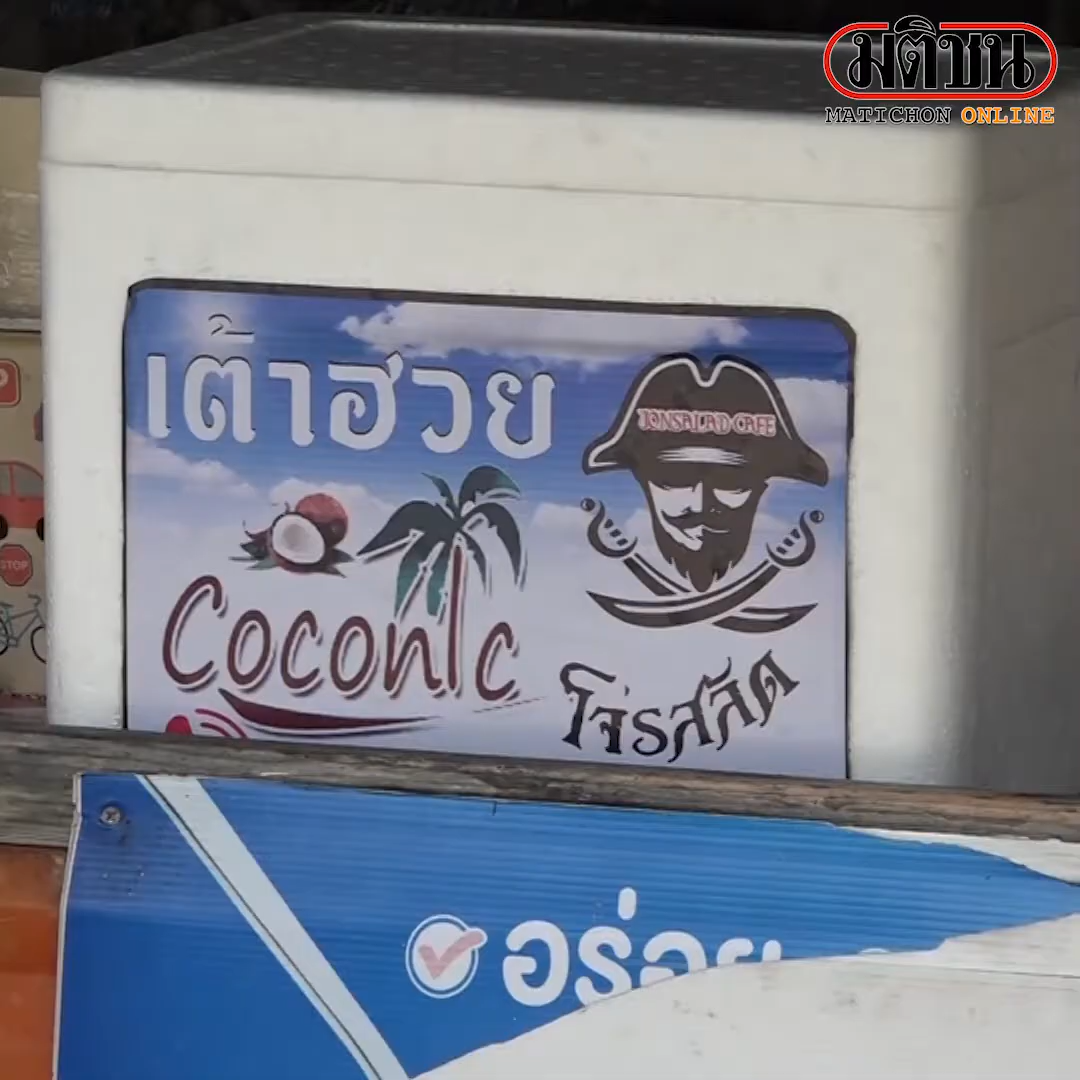 มติชน
MATICHON ONLINE
เต้าฮวย
JONSALAD CAFE
CoconIc
โจรสลัด
STOP
อร่อย